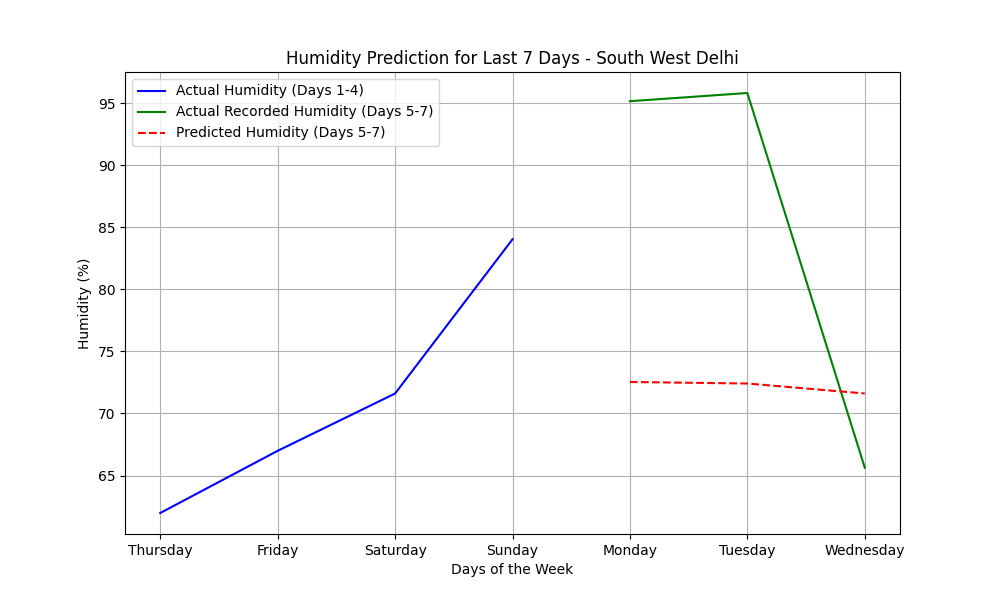 Humidity Prediction for Last 7 Days - South West Delhi
Actual Humidity (Days 1-4)
Actual Recorded Humidity (Days 5-7)
Predicted Humidity (Days 5-7)
95
90
85
80
75
70
65
Humidity (%)
Thursday Friday Saturday Sunday Monday Tuesday Wednesday
Days of the Week